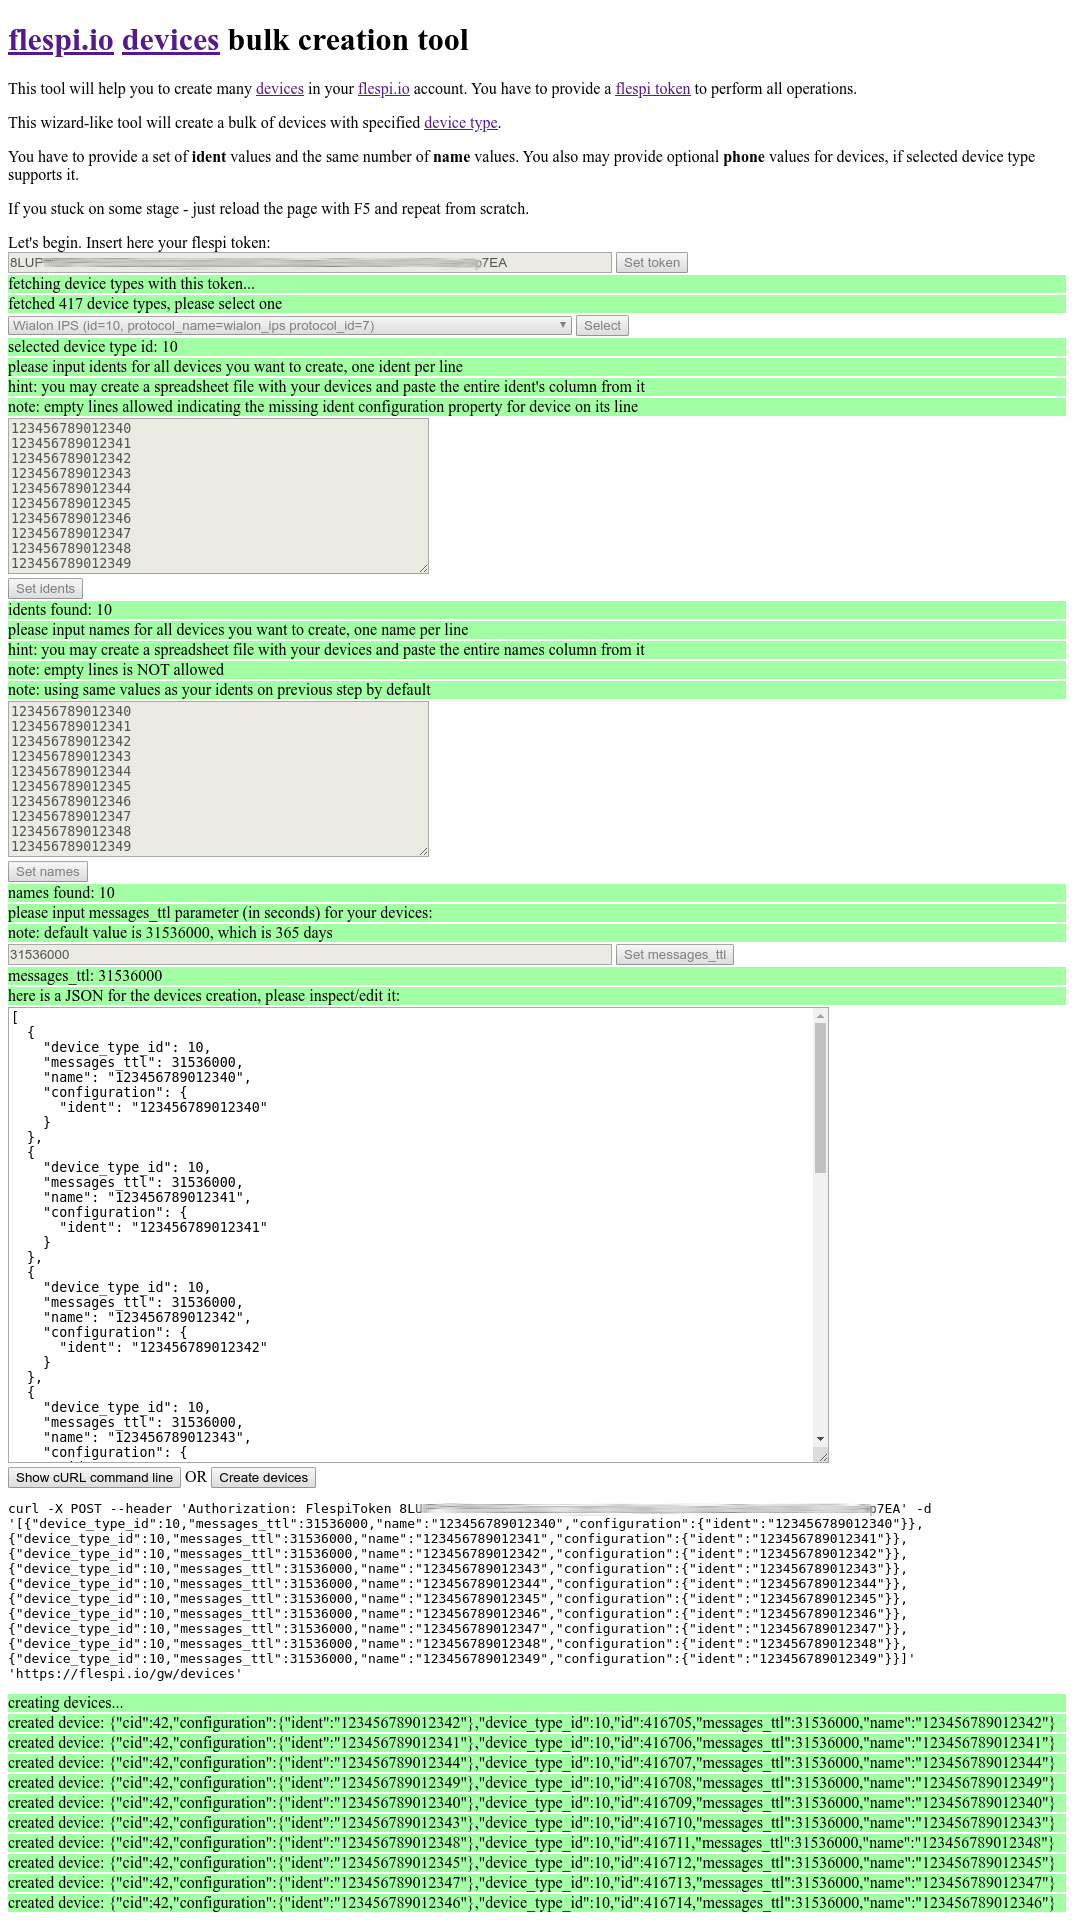 flespi.io devices bulk creation tool
This tool will help you to create many devices in your flespi.io account. You have to provide a flespi token to perform all operations.
This wizard-like tool will create a bulk of devices with specified device type.
You have to provide a set of ident values and the same number of name values. You also may provide optional phone values for devices, if selected device type
supports it.
If you stuck on some stage - just reload the page with F5 and repeat from scratch.
Let's begin. Insert here your flespi token:
8LUP p7EA Set token
fetching device types with this token...
fetched 417 device types, please select one
Wialon IPS (id=10, protocol_name=wialon_ips protocol_id=7) Select
selected device type id: 10
please input idents for all devices you want to create, one ident per line
hint: you may create a spreadsheet file with your devices and paste the entire ident's column from it
note: empty lines allowed indicating the missing ident configuration property for device on its line
123456789012340
123456789012341
123456789012342
123456789012343
123456789012344
123456789012345
123456789012346
123456789012347
123456789012348
123456789012349
Set idents
idents found: 10
please input names for all devices you want to create, one name per line
hint: you may create a spreadsheet file with your devices and paste the entire names column from it
note: empty lines is NOT allowed
note: using same values as your idents on previous step by default
123456789012340
123456789012341
123456789012342
123456789012343
123456789012344
123456789012345
123456789012346
123456789012347
123456789012348
123456789012349
Set names
names found: 10
please input messages_ttl parameter (in seconds) for your devices:
note: default value is 31536000, which is 365 days
31536000 Set messages_ttl
messages_ttl: 31536000
here is a JSON for the devices creation, please inspect/edit it:
[
{
"device_type_id": 10,
"messages_ttl": 31536000,
"name": "123456789012340",
"configuration": {
"ident": "123456789012340"
}
},
{
"device_type_id": 10,
"messages_ttl": 31536000,
"name": "123456789012341",
"configuration": {
"ident": "123456789012341"
}
},
{
"device_type_id": 10,
"messages_ttl": 31536000,
"name": "123456789012342",
"configuration": {
"ident": "123456789012342"
}
},
{
"device_type_id": 10,
"messages_ttl": 31536000,
"name": "123456789012343",
"configuration": {
Show cURL command line OR Create devices
curl -X POST --header 'Authorization: FlespiToken 8LU p7EA' -d
'[{"device_type_id":10,"messages_ttl":31536000,"name":"123456789012340","configuration":{"ident":"123456789012340"}},
{"device_type_id":10,"messages_ttl":31536000,"name":"123456789012341","configuration":{"ident":"123456789012341"}},
{"device_type_id":10,"messages_ttl":31536000,"name":"123456789012342","configuration":{"ident":"123456789012342"}},
{"device_type_id":10,"messages_ttl":31536000,"name":"123456789012343","configuration":{"ident":"123456789012343"}},
{"device_type_id":10,"messages_ttl":31536000,"name":"123456789012344","configuration":{"ident":"123456789012344"}},
{"device_type_id":10,"messages_ttl":31536000,"name":"123456789012345","configuration":{"ident":"123456789012345"}},
{"device_type_id":10,"messages_ttl":31536000,"name":"123456789012346","configuration":{"ident":"123456789012346"}},
{"device_type_id":10,"messages_ttl":31536000,"name":"123456789012347","configuration":{"ident":"123456789012347"}},
{"device_type_id":10,"messages_ttl":31536000,"name":"123456789012348","configuration":{"ident":"123456789012348"}},
{"device_type_id":10,"messages_ttl":31536000,"name":"123456789012349","configuration":{"ident":"123456789012349"}}]'
'https://flespi.io/gw/devices'
creating devices...
created device: {"cid":42,"configuration":{"ident":"123456789012342"},"device_type_id":10,"id":416705,"messages_ttl":31536000,"name":"123456789012342"}
created device: {"cid":42,"configuration":{"ident":"123456789012341"},"device_type_id":10,"id":416706,"messages_ttl":31536000,"name":"123456789012341"}
created device: {"cid":42,"configuration":{"ident":"123456789012344"},"device_type_id":10,"id":416707,"messages_ttl":31536000,"name":"123456789012344"}
created device: {"cid":42,"configuration":{"ident":"123456789012349"},"device_type_id":10,"id":416708,"messages_ttl":31536000,"name":"123456789012349"}
created device: {"cid":42,"configuration":{"ident":"123456789012340"},"device_type_id":10,"id":416709,"messages_ttl":31536000,"name":"123456789012340"}
created device: {"cid":42,"configuration":{"ident":"123456789012343"},"device_type_id":10,"id":416710,"messages_ttl":31536000,"name":"123456789012343"}
created device: {"cid":42,"configuration":{"ident":"123456789012348"},"device_type_id":10,"id":416711,"messages_ttl":31536000,"name":"123456789012348"}
created device: {"cid":42,"configuration":{"ident":"123456789012345"},"device_type_id":10,"id":416712,"messages_ttl":31536000,"name":"123456789012345"}
created device: {"cid":42,"configuration":{"ident":"123456789012347"},"device_type_id":10,"id":416713,"messages_ttl":31536000,"name":"123456789012347"}
created device: {"cid":42,"configuration":{"ident":"123456789012346"},"device_type_id":10,"id":416714,"messages_ttl":31536000,"name":"123456789012346"}